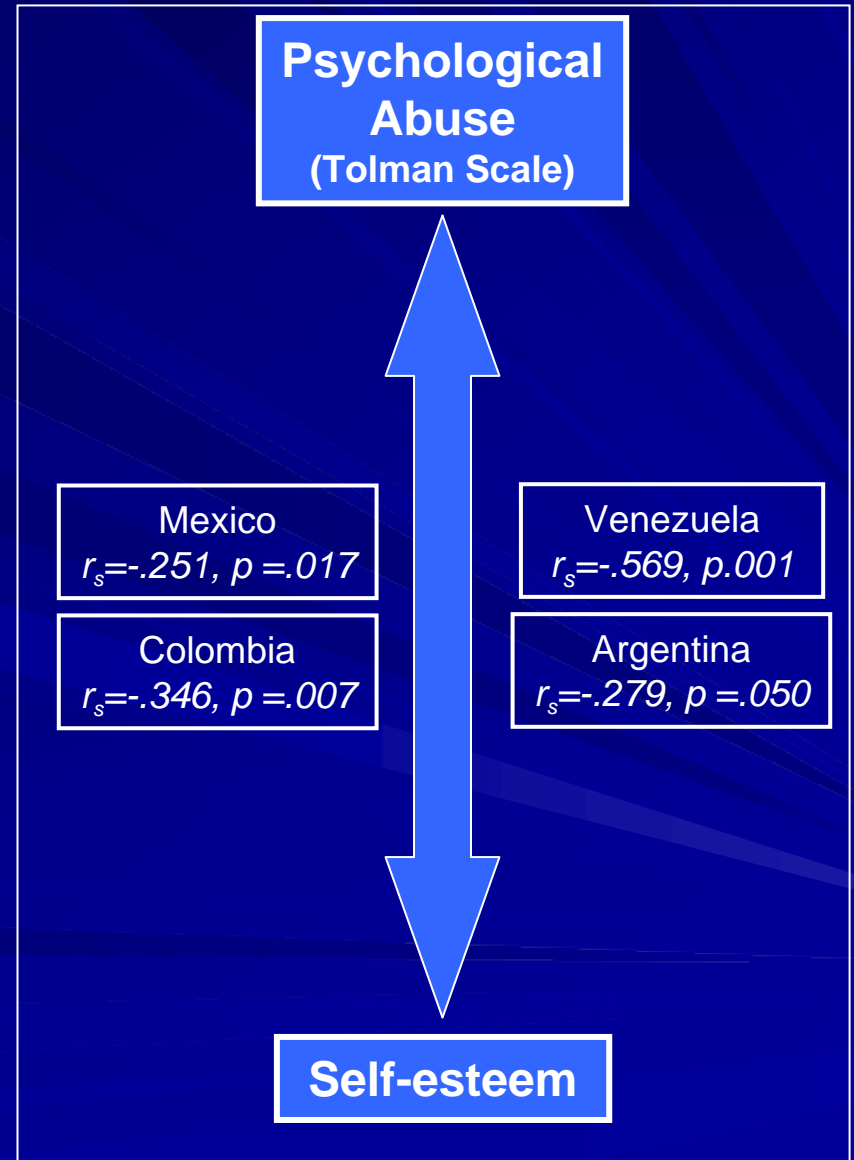 Psychological
Abuse
(Tolman Scale)
Mexico
rs=-.251, p =.017
Venezuela
rs=-.569, p.001
Colombia
rs=-.346, p =.007
Argentina
rs=-.279, p =.050
Self-esteem